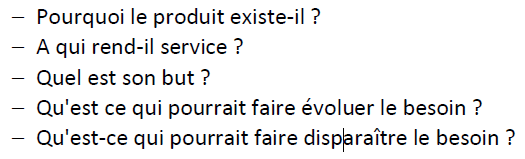 – Pourquoi le produit existe-il ?
– A qui rend-il service ?
– Quel est son but ?
– Qu'est ce qui pourrait faire évoluer le besoin ?
– Qu'est-ce qui pourrait faire disparaître le besoin ?